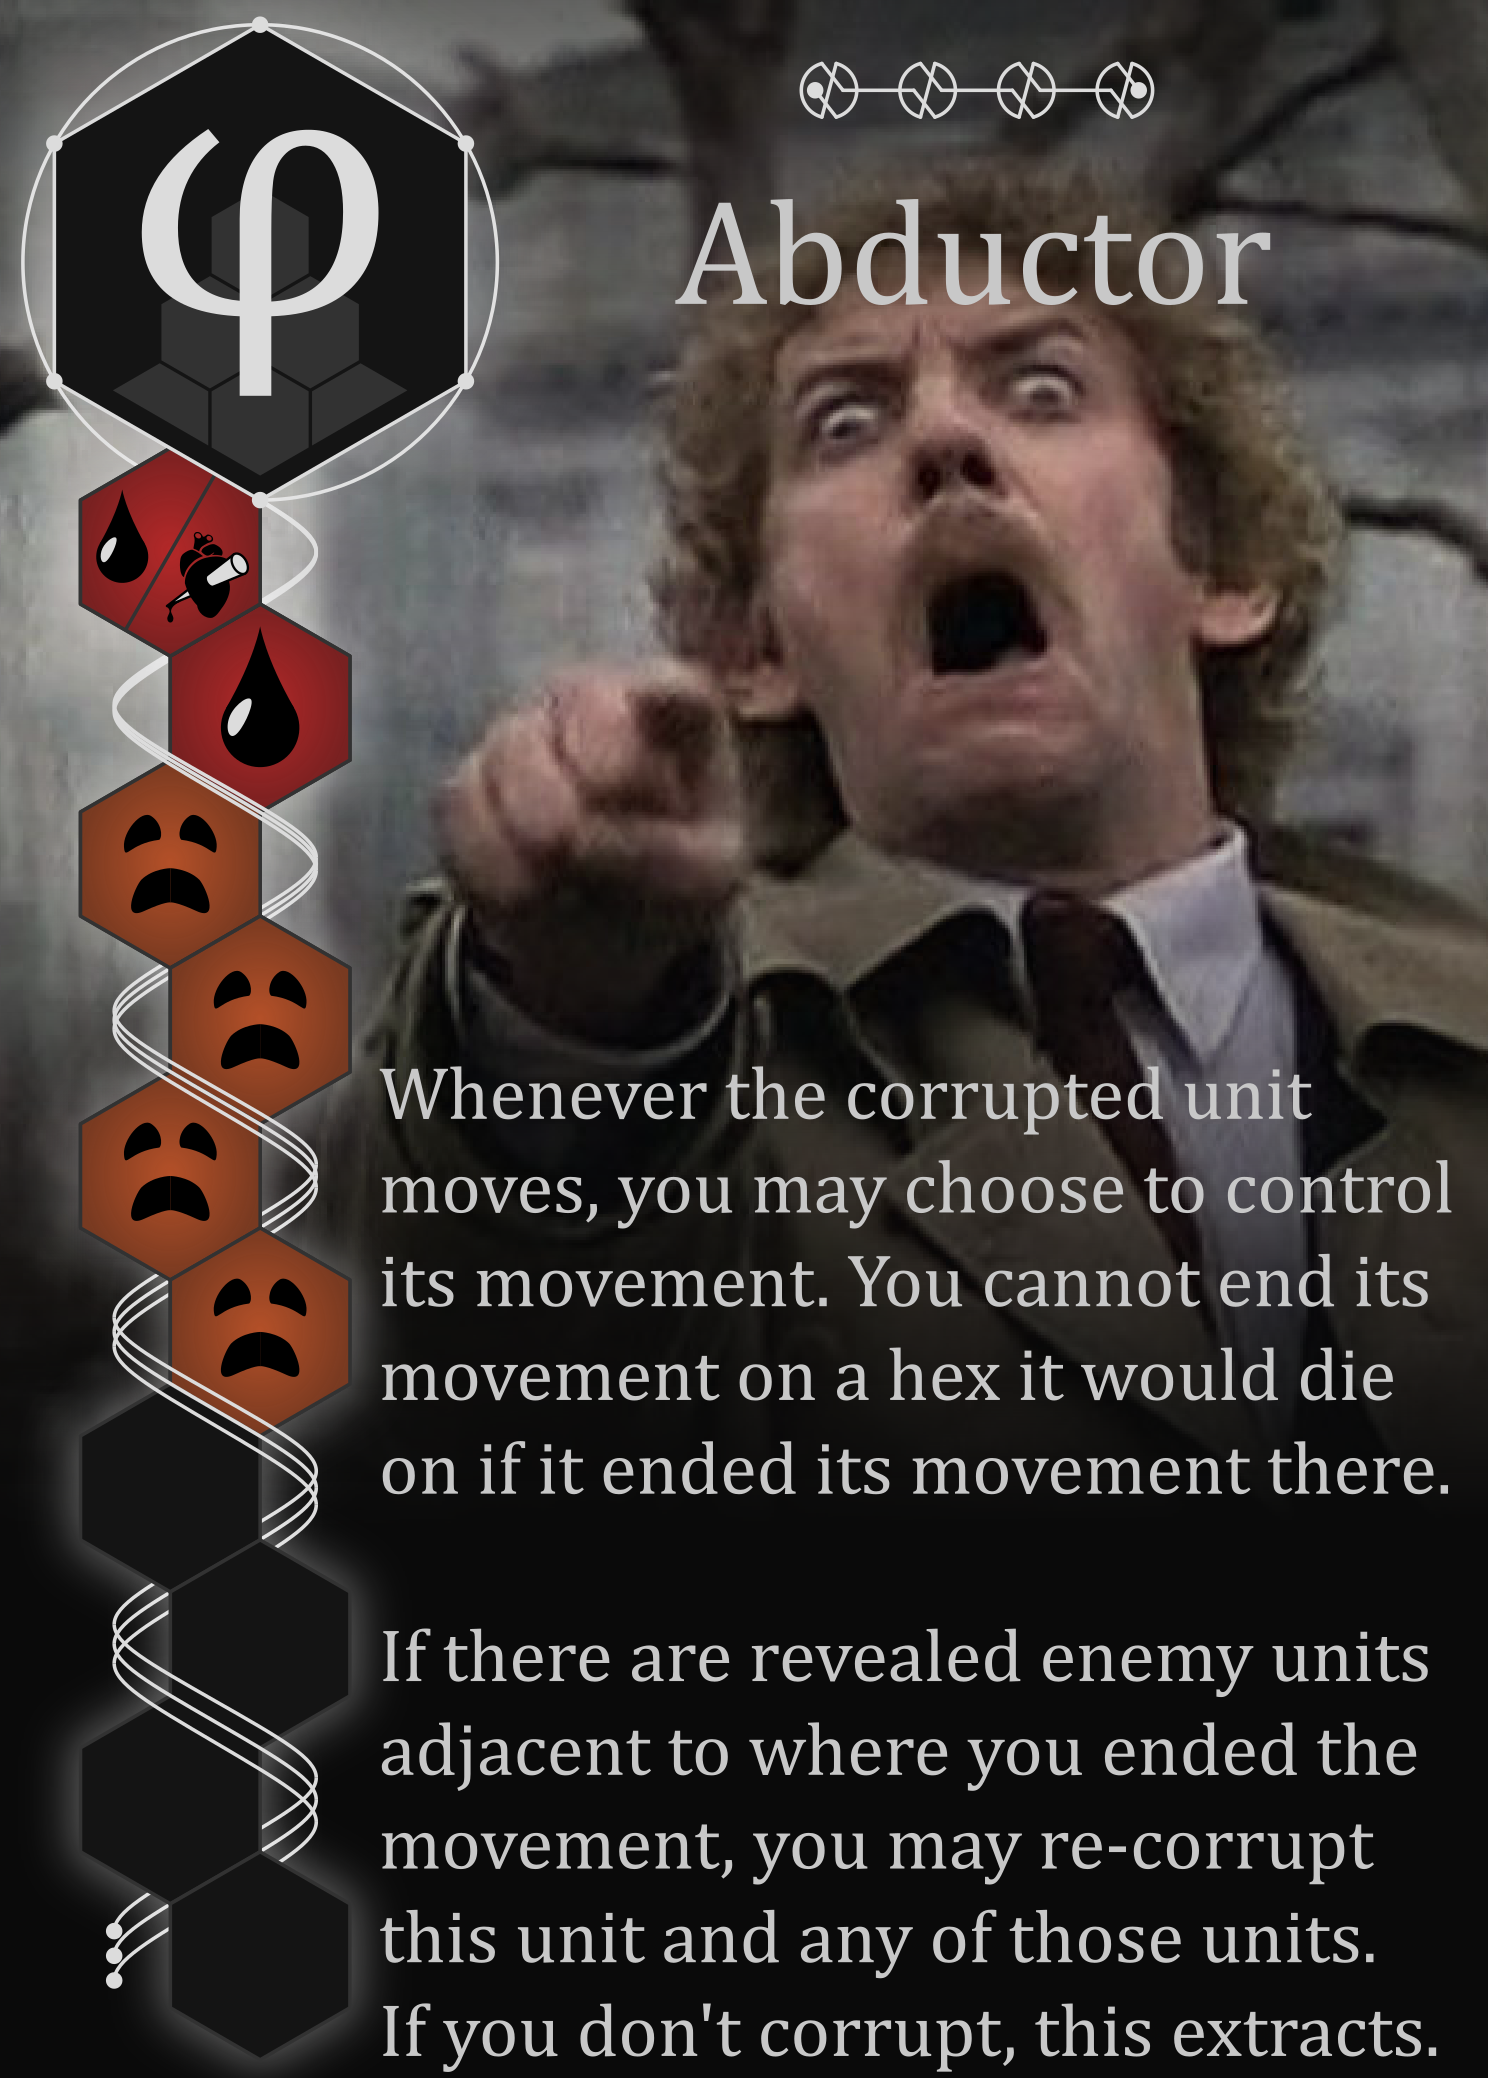 φ
Abductor
Whenever the corrupted unit
moves, you may choose to control
its movement. You cannot end its
movement on a hex it would die
on if it ended its movement there.
If there are revealed enemy units
adjacent to where you ended the
movement, you may re-corrupt
this unit and any of those units.
If you don't corrupt, this extracts.